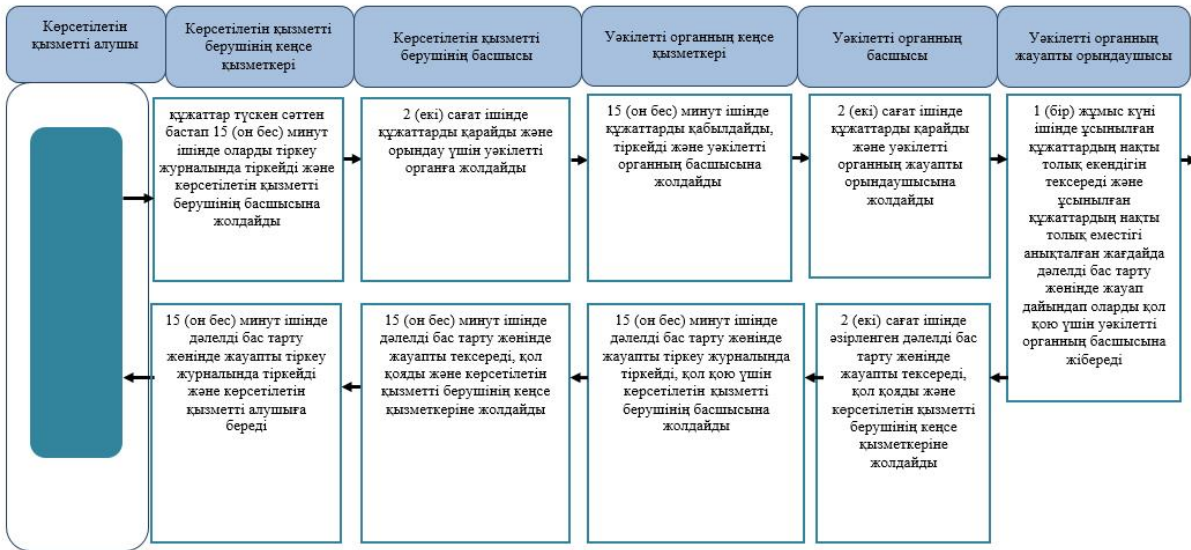 Көрсетілетін
қызметті алушы
Көрсетілетін қызметті
берушінің кеңсе
қызметкері
Көрсетілетін қызметті
берушінің басшысы
Уәкілетті органның кеңсе
қызметкері
Уәкілетті органның
басшысы
Уәкілетті органның
жауапты орындаушысы
құжаттар түскен сәттен
бастап 15 (он бес) минут
ішінде оларды тіркеу
журналында тіркейді және
көрсетілетін қызметті
берушінің басшысына
жолдайды
2 (екі) сағат ішінде
құжаттарды қарайды және
орындау үшін уәкілетті
органға жолдайды
15 (он бес) минут ішінде
құжаттарды қабылдайды,
тіркейді және уәкілетті
органның басшысына
жолдайды
2 (екі) сағат ішінде
құжаттарды қарайды
және уәкілетті
органның жауапты
орындаушысына
жолдайды
1 (бір) жұмыс күні
ішінде ұсынылған
құжаттардың нақты
толық екендігін
тексереді және
ұсынылған
құжаттардың нақты
толық еместігі
анықталған жағдайда
дәлелді бас тарту
жөнінде жауап
дайындап оларды қол
қою үшін уәкілетті
органның басшысына
жібереді
15 (он бес) минут ішінде
дәлелді бас тарту
жөнінде жауапты тіркеу
журналында тіркейді
және көрсетілетін
қызметті алушыға
береді
15 (он бес) минут ішінде
дәлелді бас тарту жөнінде
жауапты тексереді, қол
қояды және көрсетілетін
қызметті берушінің кеңсе
қызметкеріне жолдайды
15 (он бес) минут ішінде
дәлелді бас тарту жөнінде
жауапты тіркеу журналында
тіркейді, қол қою үшін
көрсетілетін қызметті
берушінің басшысына
жолдайды
2 (екі) сағат ішінде
әзірленген дәлелді бас
тарту жөнінде
жауапты тексереді,
қол қояды және
көрсетілетін қызметті
берушінің кеңсе
қызметкеріне
жолдайды